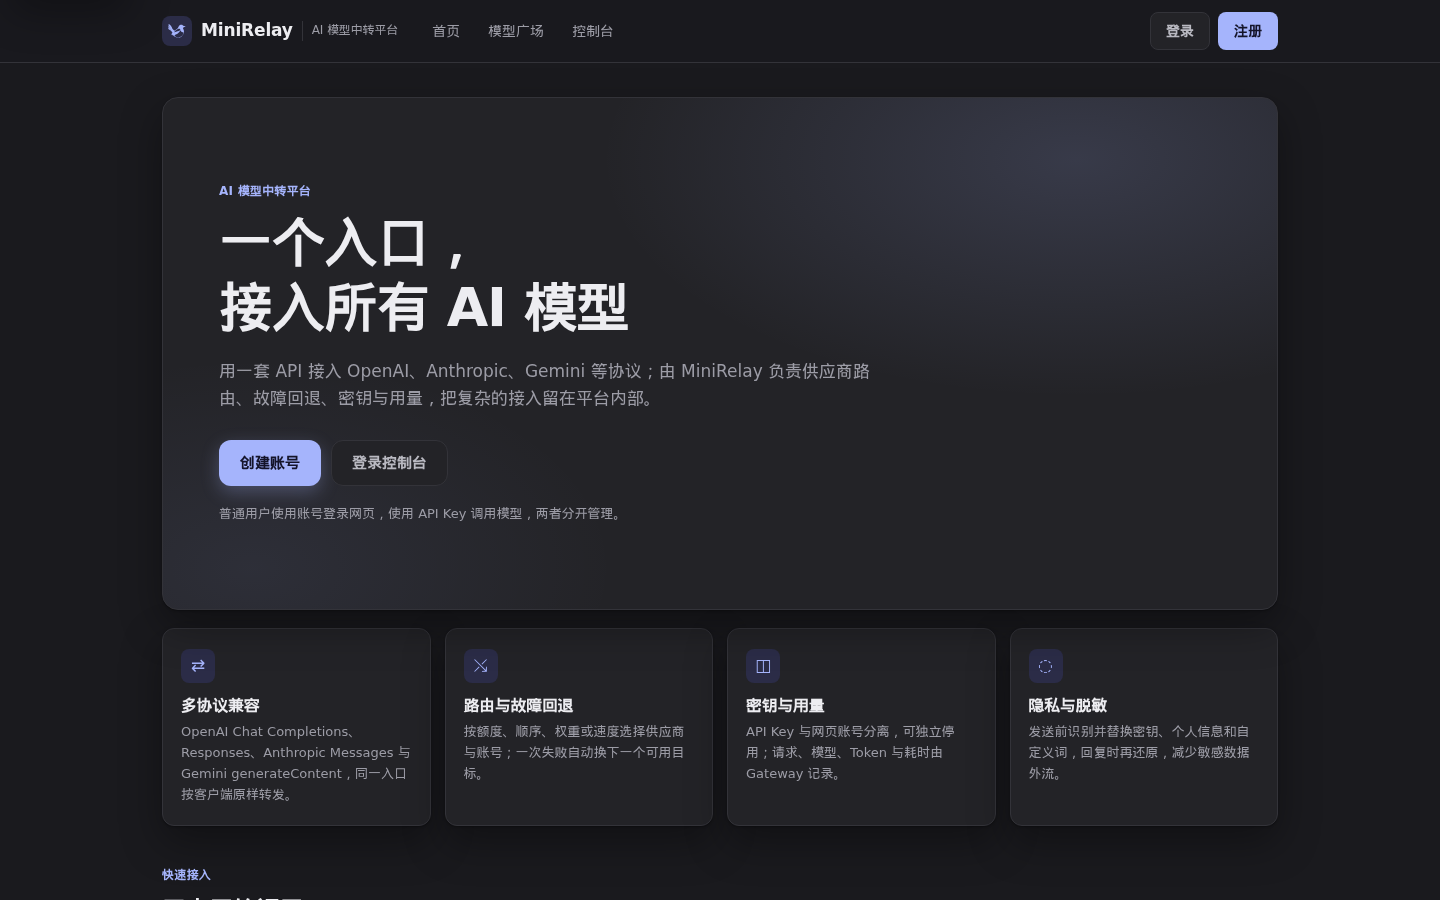 MiniRelay
AI 模型中转平台
首页
模型广场
控制台
登录
注册
AI 模型中转平台
一个入口，
接入所有 AI 模型
用一套 API 接入 OpenAI、Anthropic、Gemini 等协议；由 MiniRelay 负责供应商路
由、故障回退、密钥与用量，把复杂的接入留在平台内部。
创建账号
登录控制台
普通用户使用账号登录网页，使用 API Key 调用模型，两者分开管理。
多协议兼容
OpenAI Chat Completions、
Responses、Anthropic Messages 与
Gemini generateContent，同一入口
按客户端原样转发。
路由与故障回退
按额度、顺序、权重或速度选择供应商
与账号；一次失败自动换下一个可用目
标。
密钥与用量
API Key 与网页账号分离，可独立停
用；请求、模型、Token 与耗时由
Gateway 记录。
隐私与脱敏
发送前识别并替换密钥、个人信息和自
定义词，回复时再还原，减少敏感数据
外流。
快速接入